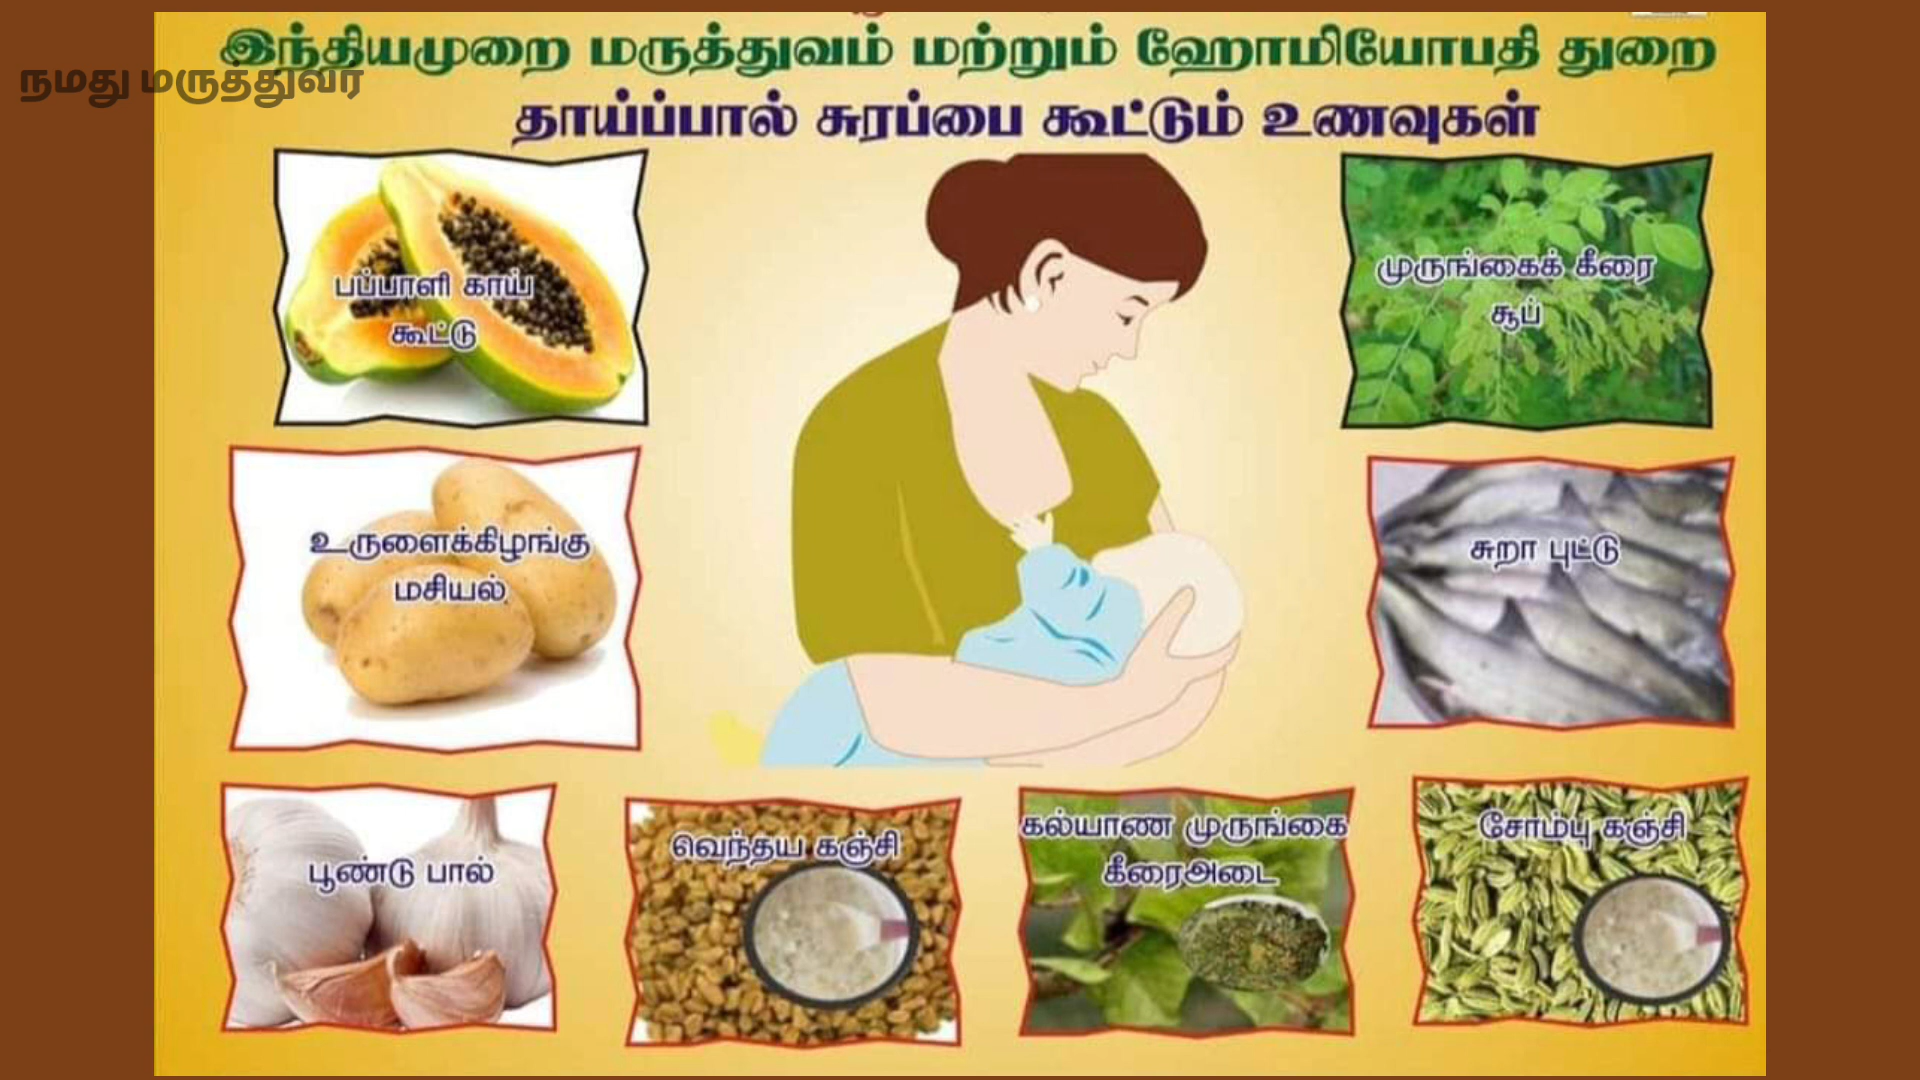 இந்தியமுறை மருத்துவம் மற்றும் ஹோமியோபதி துறை
நமது மருத்துவர்
தாய்ப்பால் சுரப்பை கூட்டும் உணவுகள்
பப்பாளி காய்
கூட்டு
முருங்கைக் கீரை
சூப்
உருளைக்கிழங்கு
மசியல்
சுறா புட்டு
பூண்டு பால்
வெந்தய கஞ்சி
கல்யாண முருங்கை
கீரைஅடை
சோம்பு கஞ்சி